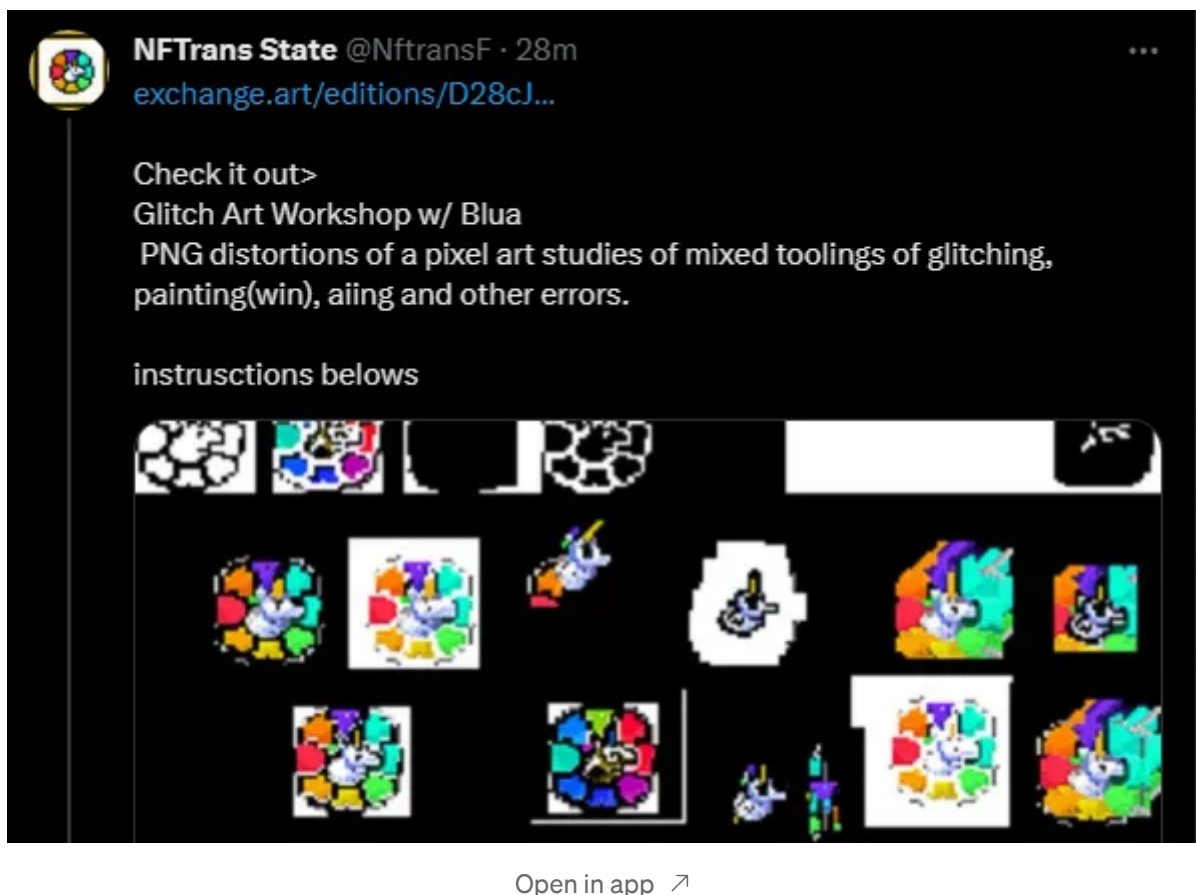 NFTrans State @NftransF · 28m
exchange.art/editions/D28cJ...
Check it out>
Glitch Art Workshop w/ Blua
PNG distortions of a pixel art studies of mixed toolings of glitching,
painting(win), aiing and other errors.
instrusctions belows
Open in app ↗